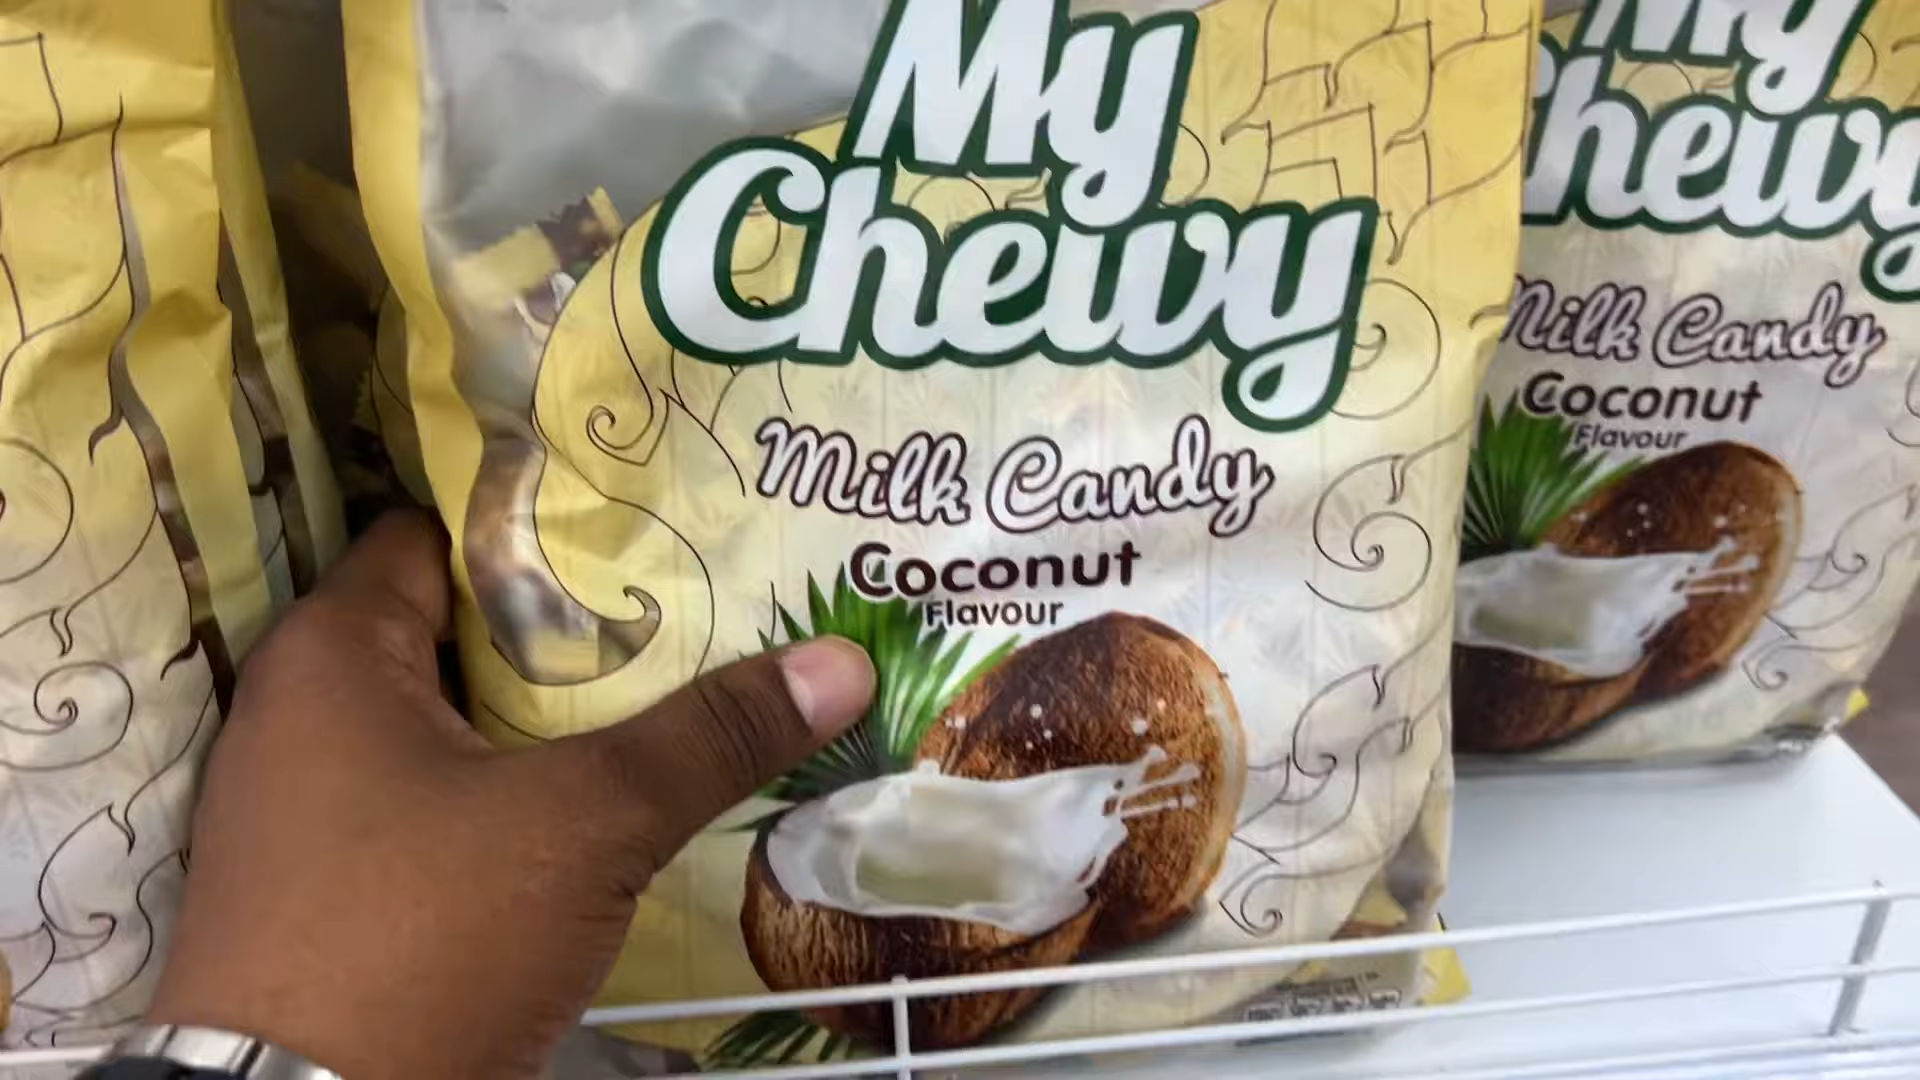 My
Chewy
Milk Candy
Coconut
Flavour
My
Chewy
Milk Candy
Coconut
Flavour